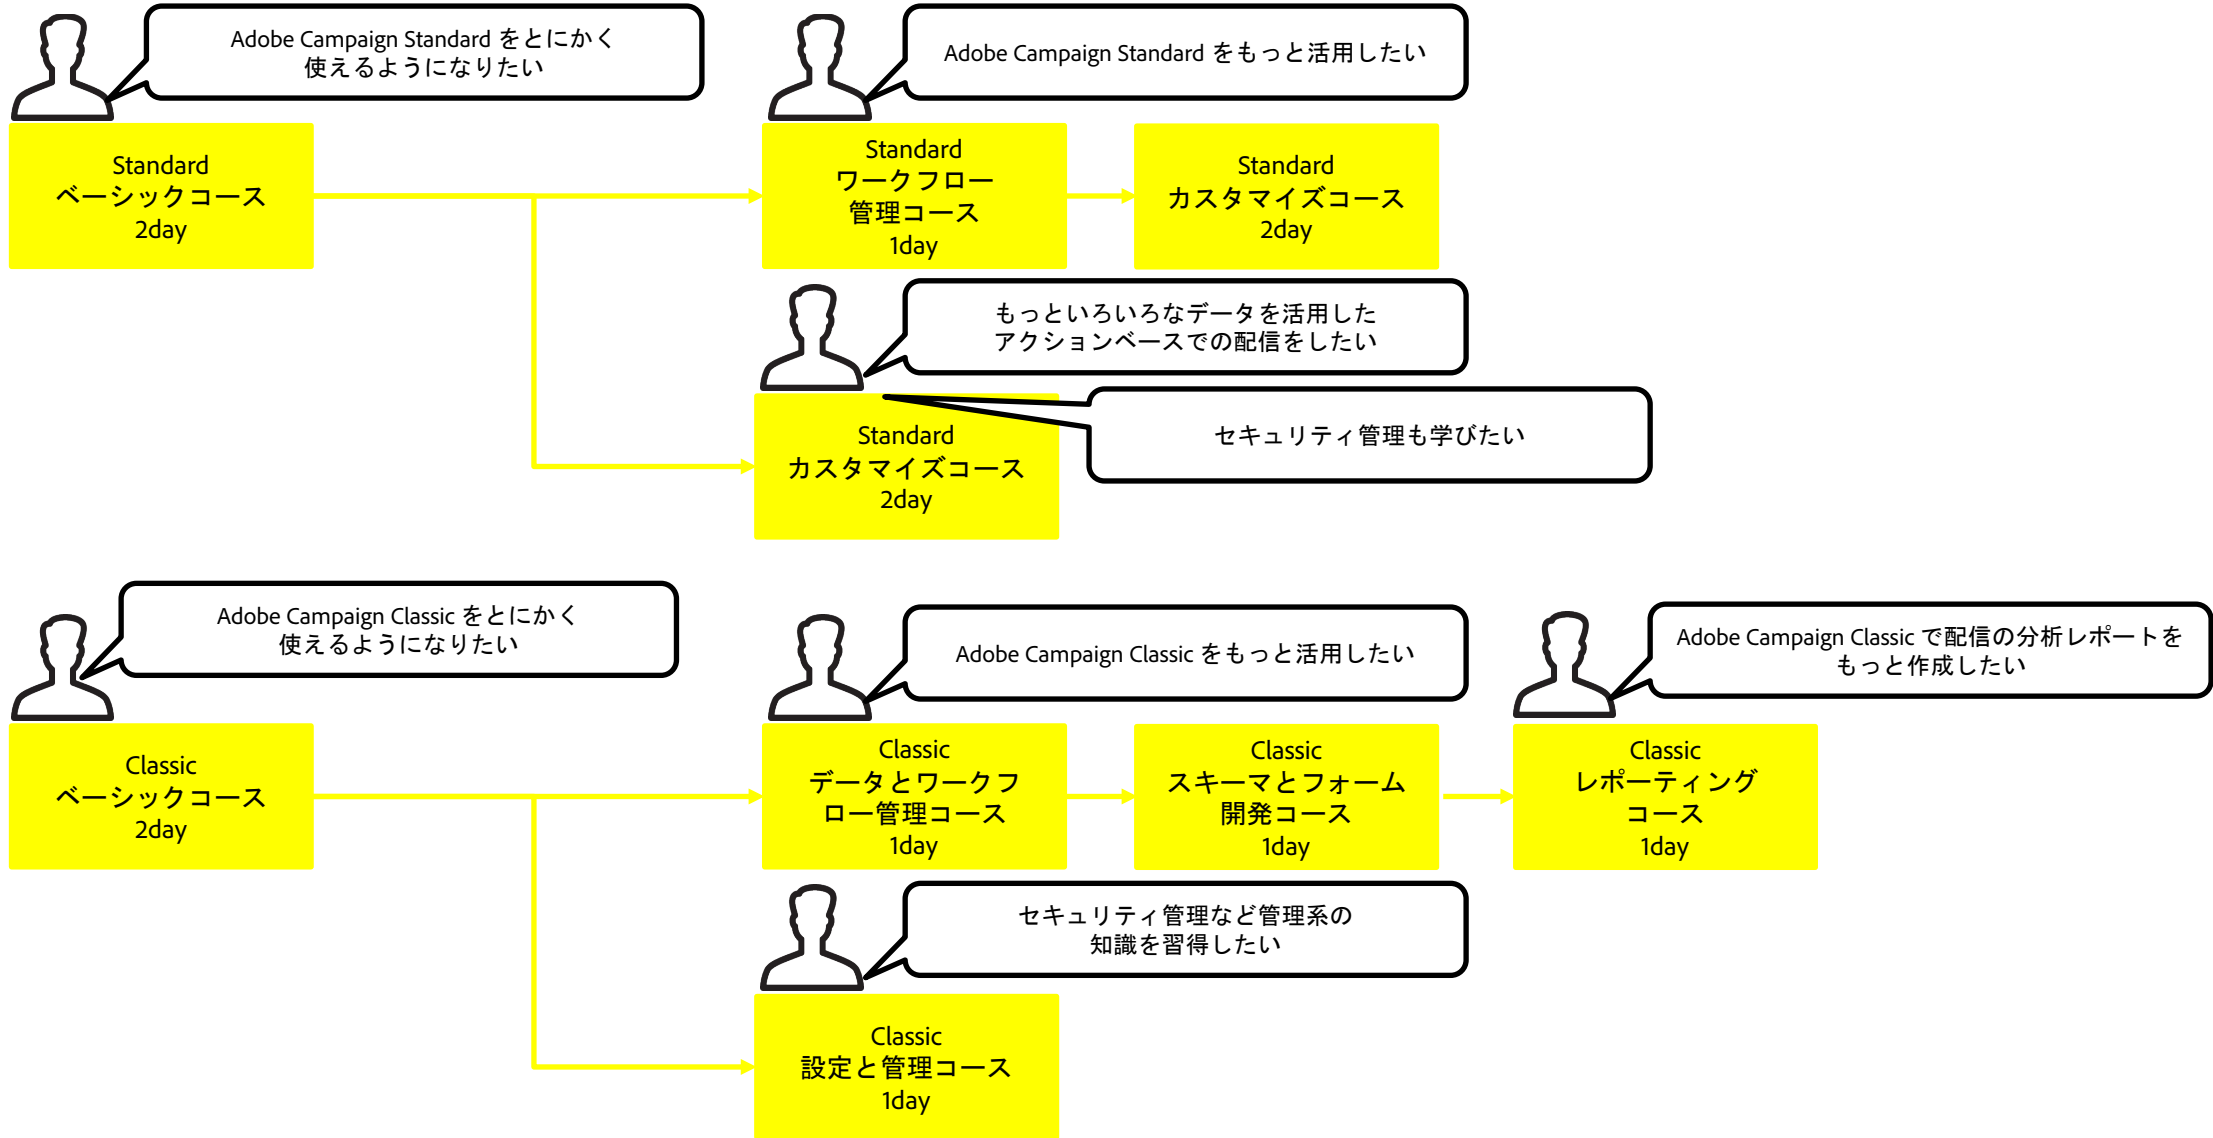 Adobe Campaign Standard をとにかく
使えるようになりたい
Adobe Campaign Standard をもっと活用したい
Standard
ベーシックコース
2day
Standard
ワークフロー
管理コース
1day
Standard
カスタマイズコース
2day
もっといろいろなデータを活用した
アクションベースでの配信をしたい
セキュリティ管理も学びたい
Standard
カスタマイズコース
2day
Adobe Campaign Classic をとにかく
使えるようになりたい
Adobe Campaign Classic をもっと活用したい
Adobe Campaign Classic で配信の分析レポートを
もっと作成したい
Classic
ベーシックコース
2day
Classic
データとワークフ
ロー管理コース
1day
Classic
スキーマとフォーム
開発コース
1day
Classic
レポーティング
コース
1day
セキュリティ管理など管理系の
知識を習得したい
Classic
設定と管理コース
1day